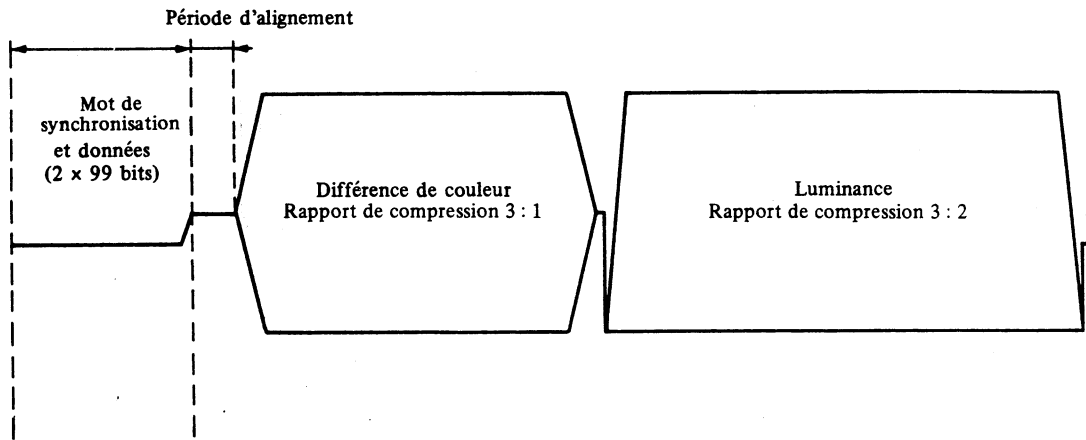 Période d'alignement
Mot de
synchronisation
et données
(2 × 99 bits)
Différence de couleur
Rapport de compression 3 : 1
Luminance
Rapport de compression 3 : 2